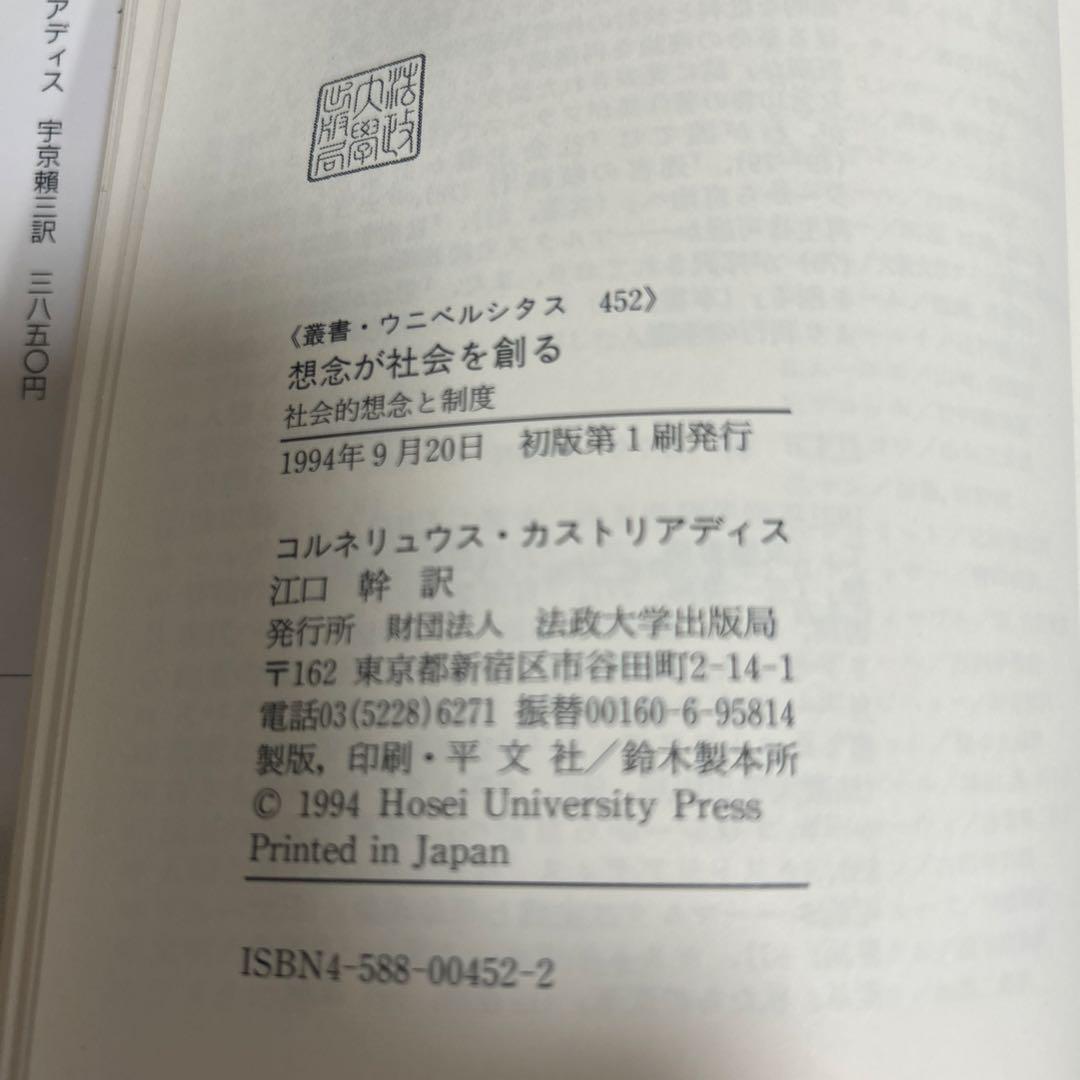 アディス 宇京頼三訳 三八五〇円
法政
大學
出版局
《叢書・ウニベルシタス 452》
想念が社会を創る
社会的想念と制度
1994年9月20日 初版第1刷発行
コルネリュウス・カストリアディス
江口 幹 訳
発行所 財団法人 法政大学出版局
〒162 東京都新宿区市谷田町2-14-1
電話03(5228)6271 振替00160-6-95814
製版,印刷・平文社/鈴木製本所
© 1994 Hosei University Press
Printed in Japan
ISBN4-588-00452-2